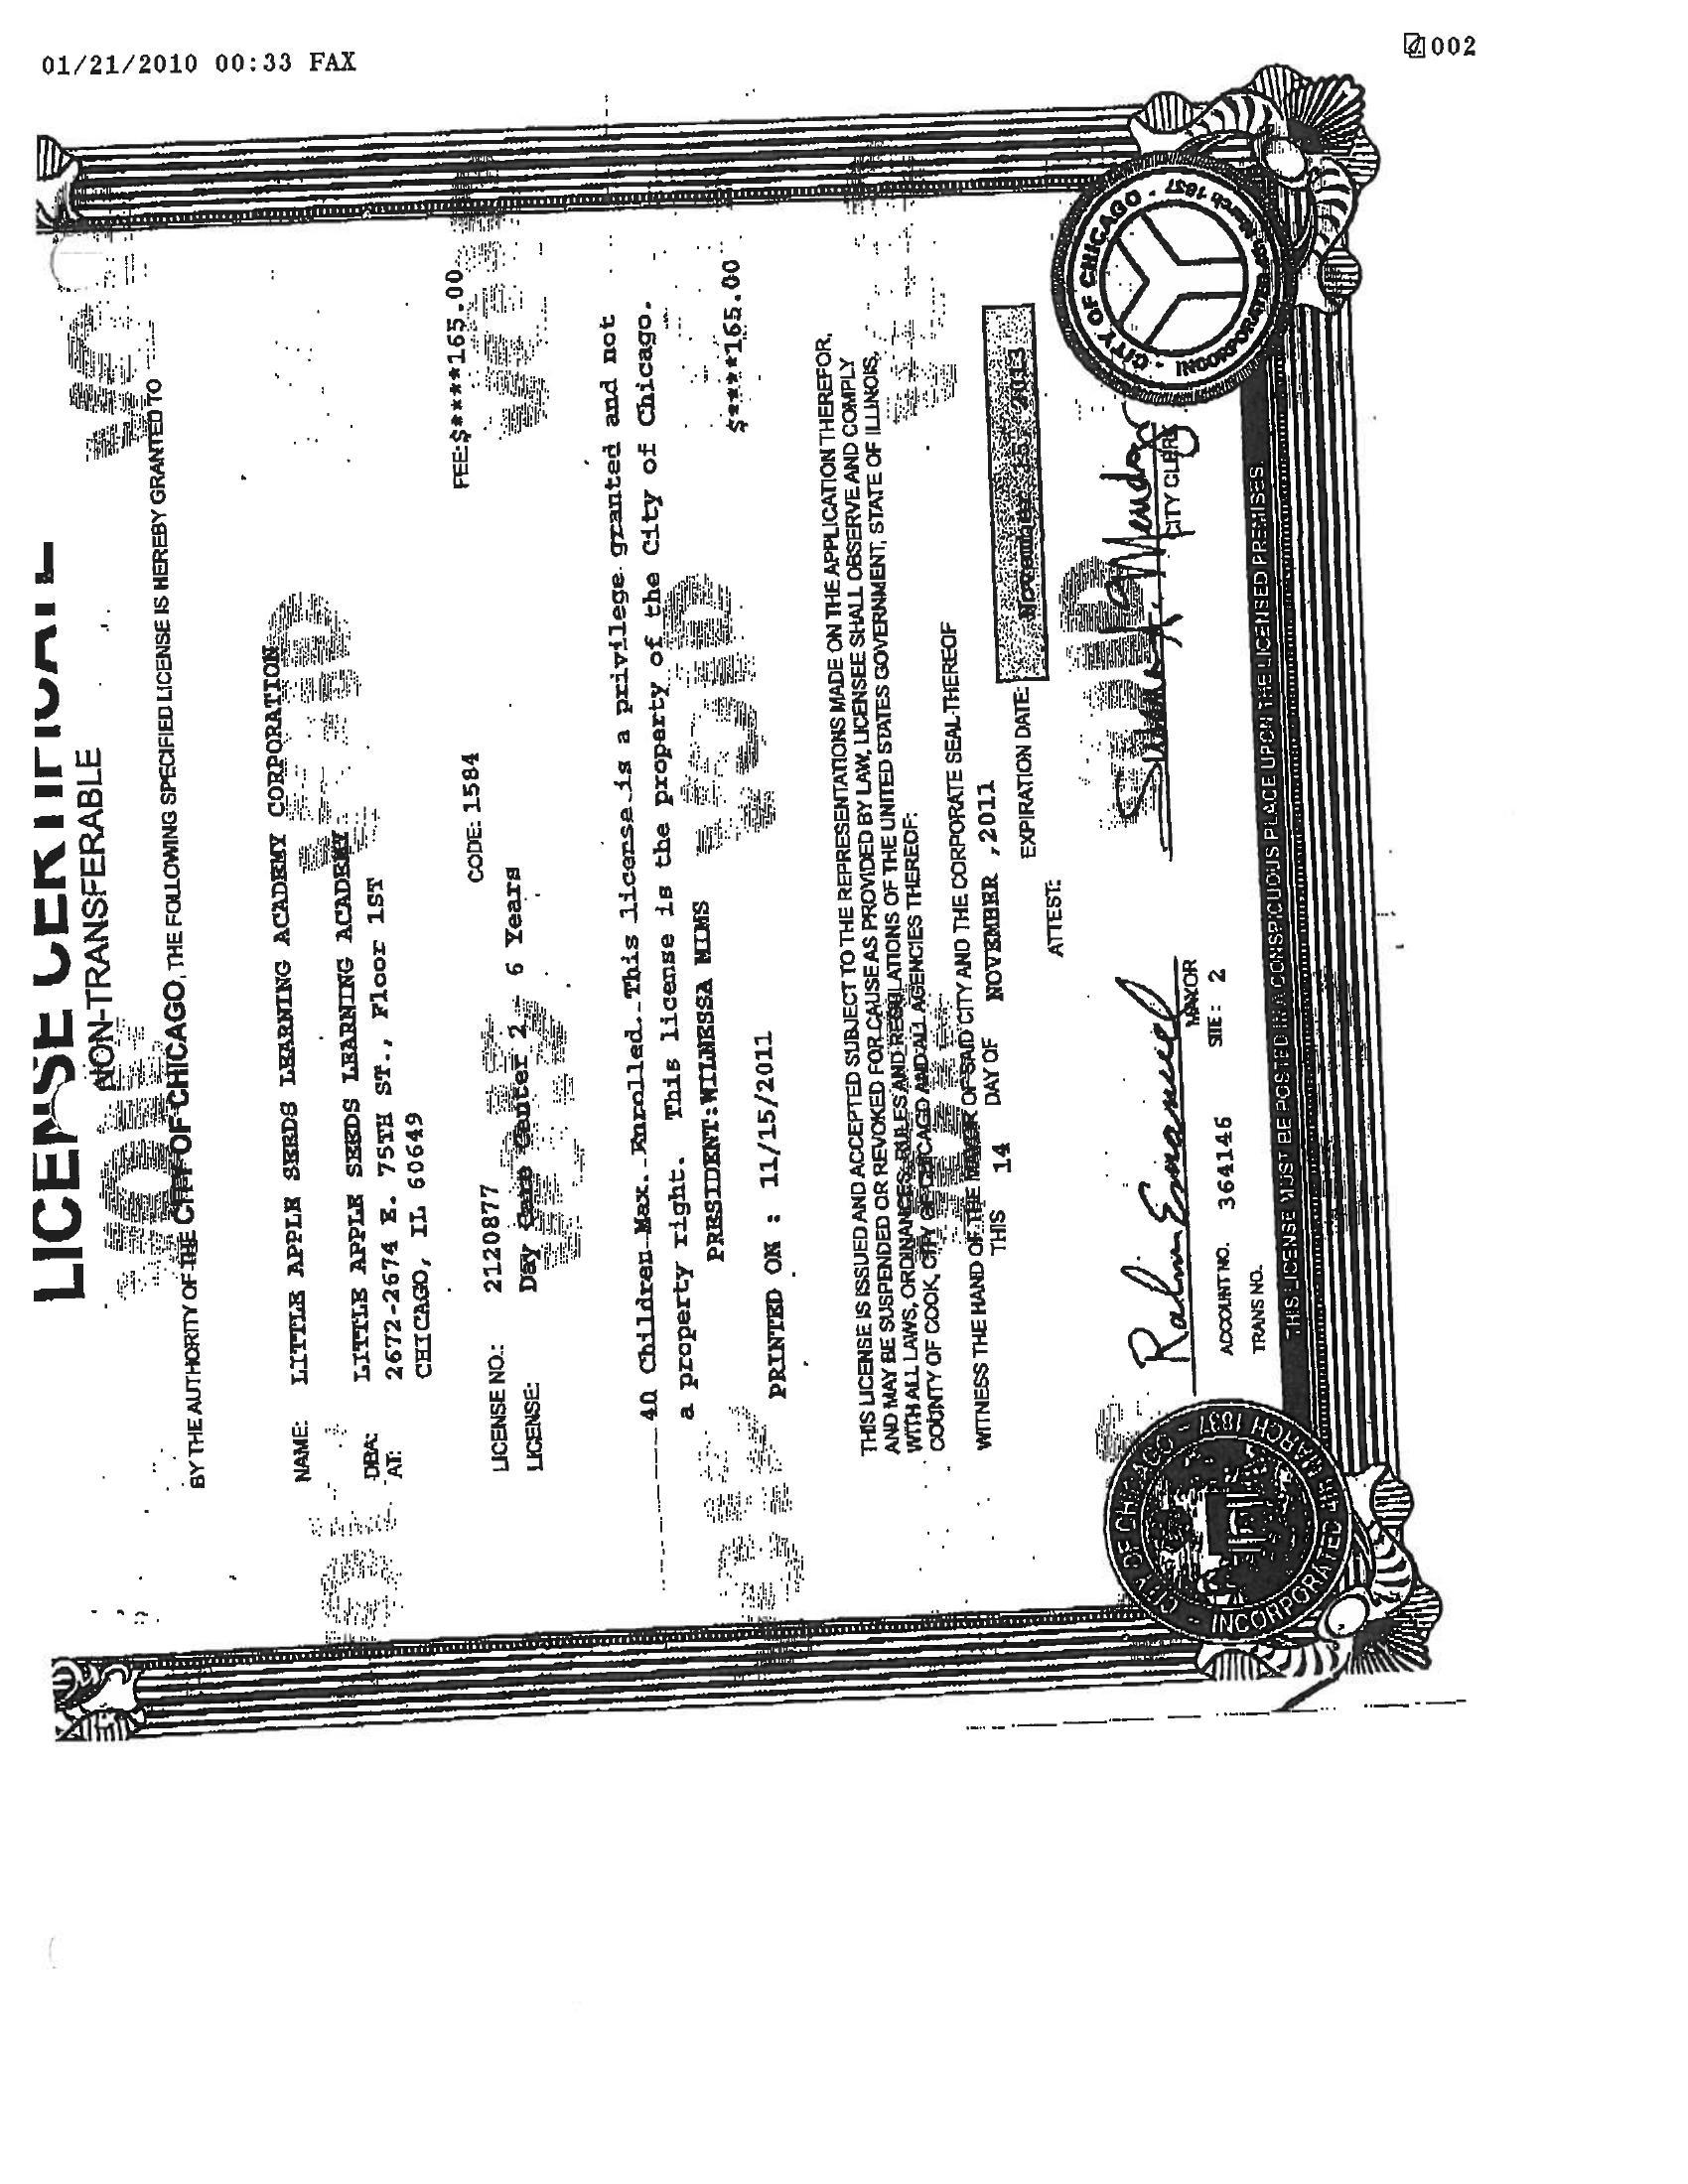 01/21/2010 00:33 FAX
002
LICENSE CERTIFICATE
NON-TRANSFERABLE
BY THE AUTHORITY OF THE CITY OF CHICAGO, THE FOLLOWING SPECIFIED LICENSE IS HEREBY GRANTED TO
NAME: LITTLE APPLE SEEDS LEARNING ACADEMY CORPORATION
DBA: LITTLE APPLE SEEDS LEARNING ACADEMY
AT: 2672-2674 E. 75TH ST., Floor 1ST
CHICAGO, IL 60649
LICENSE NO.: 2120877 CODE: 1584 FEE:$*****165.00
LICENSE: Day Care Center 2 - 6 Years
40 Children Max. Enrolled. This license is a privilege granted and not
a property right. This license is the property of the City of Chicago.
PRESIDENT:WILNESSA MIMS
$****165.00
PRINTED ON : 11/15/2011
THIS LICENSE IS ISSUED AND ACCEPTED SUBJECT TO THE REPRESENTATIONS MADE ON THE APPLICATION THEREFOR,
AND MAY BE SUSPENDED OR REVOKED FOR CAUSE AS PROVIDED BY LAW, LICENSEE SHALL OBSERVE AND COMPLY
WITH ALL LAWS, ORDINANCES, RULES AND REGULATIONS OF THE UNITED STATES GOVERNMENT, STATE OF ILLINOIS,
COUNTY OF COOK, CITY OF CHICAGO AND ALL AGENCIES THEREOF.
WITNESS THE HAND OF THE MAYOR OF SAID CITY AND THE CORPORATE SEAL THEREOF
THIS 14 DAY OF NOVEMBER , 2011
EXPIRATION DATE: November 15, 2013
ATTEST:
Rahm Emanuel
MAYOR
Susana A. Mendoza
CITY CLERK
ACCOUNT NO. 364146 SITE: 2
TRANS NO.
THIS LICENSE MUST BE POSTED IN A CONSPICUOUS PLACE UPON THE LICENSED PREMISES
CITY OF CHICAGO - INCORPORATED 4th MARCH 1837
CITY OF CHICAGO - INCORPORATED 4th March 1837